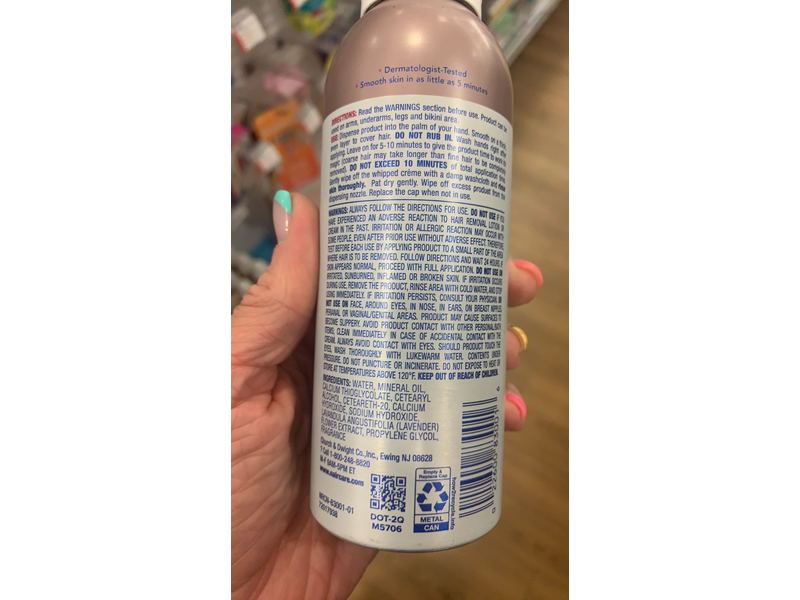 • Dermatologist-Tested
• Smooth skin in as little as 5 minutes
DIRECTIONS: Read the WARNINGS section before use. Product can be
used on arms, underarms, legs and bikini area.
USE: Dispense product into the palm of your hand. Smooth on a thick,
even layer to cover hair. DO NOT RUB IN. Wash hands right after
applying. Leave on for 5-10 minutes to give the product time to work its
magic (coarse hair may take longer than fine hair to be completely
removed). DO NOT EXCEED 10 MINUTES of total application time.
Gently wipe off the whipped crème with a damp washcloth and rinse
skin thoroughly. Pat dry gently. Wipe off excess product from the
dispensing nozzle. Replace the cap when not in use.
WARNINGS: ALWAYS FOLLOW THE DIRECTIONS FOR USE. DO NOT USE IF YOU
HAVE EXPERIENCED AN ADVERSE REACTION TO HAIR REMOVAL LOTION OR
CREAM IN THE PAST. IRRITATION OR ALLERGIC REACTION MAY OCCUR WITH
SOME PEOPLE, EVEN AFTER PRIOR USE WITHOUT ADVERSE EFFECT. THEREFORE,
TEST BEFORE EACH USE BY APPLYING PRODUCT TO A SMALL PART OF THE AREA
WHERE HAIR IS TO BE REMOVED. FOLLOW DIRECTIONS AND WAIT 24 HOURS. IF
SKIN APPEARS NORMAL, PROCEED WITH FULL APPLICATION. DO NOT USE ON
IRRITATED, SUNBURNED, INFLAMED OR BROKEN SKIN. IF IRRITATION OCCURS
DURING USE, REMOVE THE PRODUCT, RINSE AREA WITH COLD WATER, AND STOP
USING IMMEDIATELY. IF IRRITATION PERSISTS, CONSULT YOUR PHYSICIAN. DO
NOT USE ON FACE, AROUND EYES, IN NOSE, IN EARS, ON BREAST NIPPLES,
PERIANAL OR VAGINAL/GENITAL AREAS. PRODUCT MAY CAUSE SURFACES TO
BECOME SLIPPERY. AVOID PRODUCT CONTACT WITH OTHER PERSONAL/BATH
ITEMS; CLEAN IMMEDIATELY IN CASE OF ACCIDENTAL CONTACT WITH THE
CREAM. ALWAYS AVOID CONTACT WITH EYES. SHOULD PRODUCT TOUCH THE
EYES, WASH THOROUGHLY WITH LUKEWARM WATER. CONTENTS UNDER
PRESSURE. DO NOT PUNCTURE OR INCINERATE. DO NOT EXPOSE TO HEAT OR
STORE AT TEMPERATURES ABOVE 120°F. KEEP OUT OF REACH OF CHILDREN.
INGREDIENTS: WATER, MINERAL OIL,
CALCIUM THIOGLYCOLATE, CETEARYL
ALCOHOL, CETEARETH-20, CALCIUM
HYDROXIDE, SODIUM HYDROXIDE,
LAVANDULA ANGUSTIFOLIA (LAVENDER)
FLOWER EXTRACT, PROPYLENE GLYCOL,
FRAGRANCE
Church & Dwight Co.,Inc., Ewing NJ 08628
? Call 1-800-248-8820
M-F 9AM-5PM ET
www.naircare.com
DOT-2Q
M5706
Empty &
Replace Cap
METAL
CAN
how2recycle.info